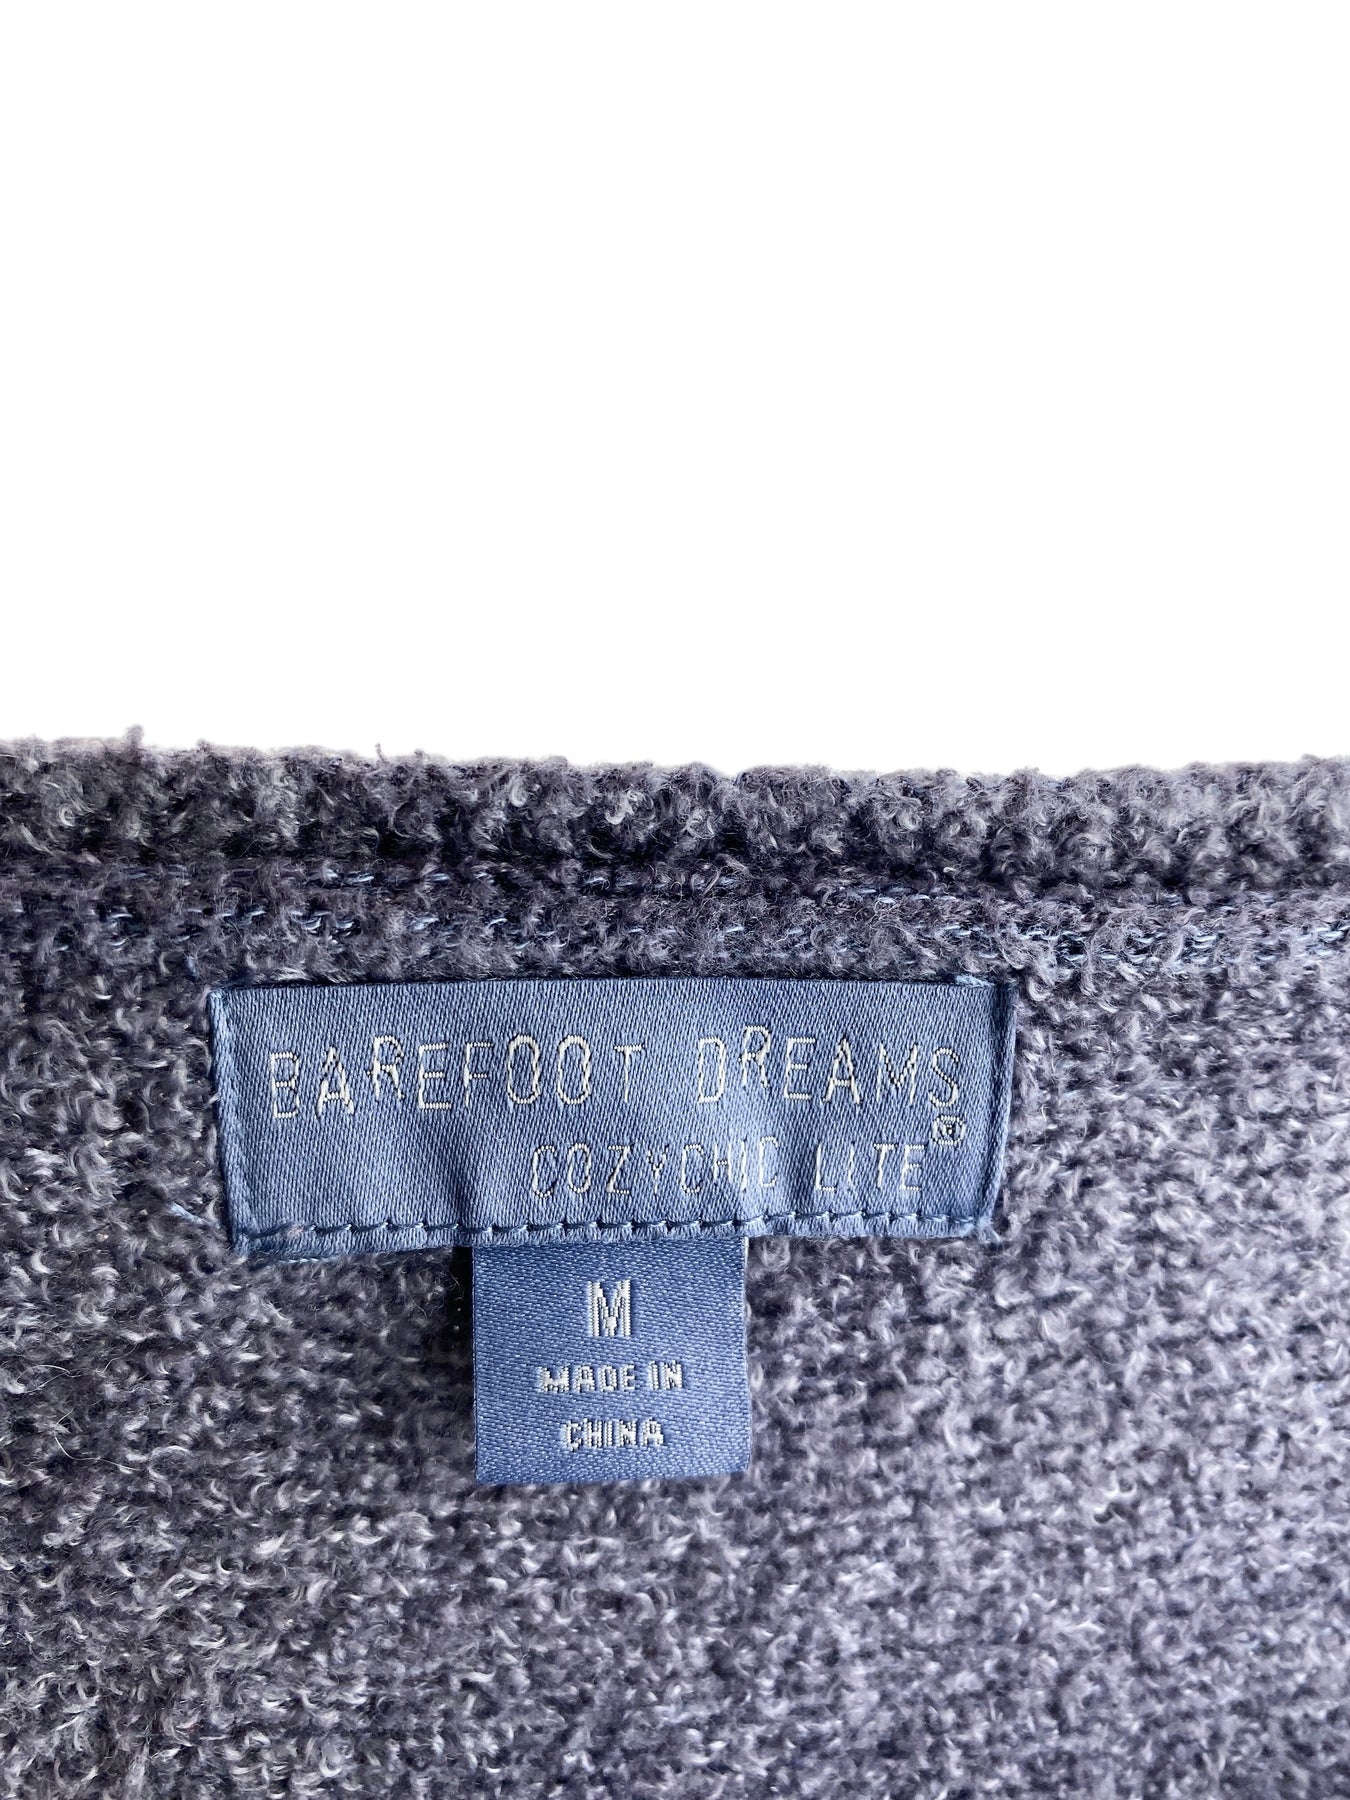 BAREFOOT DREAMS®
COZYCHIC LITE
M
MADE IN
CHINA